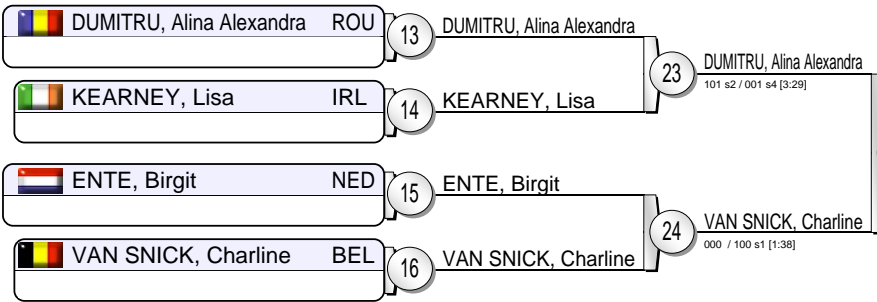 DUMITRU, Alina Alexandra ROU
13
DUMITRU, Alina Alexandra
23
DUMITRU, Alina Alexandra
101 s2 / 001 s4 [3:29]
KEARNEY, Lisa IRL
14
KEARNEY, Lisa
ENTE, Birgit NED
15
ENTE, Birgit
24
VAN SNICK, Charline
000 / 100 s1 [1:38]
VAN SNICK, Charline BEL
16
VAN SNICK, Charline